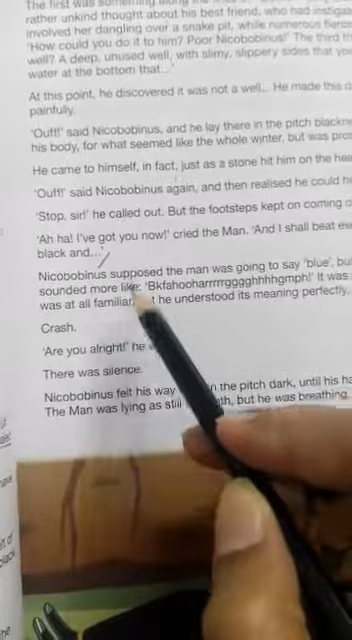 The first was something along the
rather unkind thought about his best friend, who had instiga
involved her dangling over a snake pit, while numerous fierce
'How could you do it to him? Poor Nicobobinus!' The third th
well? A deep, unused well, with slimy, slippery sides that yo
water at the bottom that...'
At this point, he discovered it was not a well... He made this d
painfully.
'Ouff!' said Nicobobinus, and he lay there in the pitch blackne
his body, for what seemed like the whole winter, but was pro
He came to himself, in fact, just as a stone hit him on the hea
'Ouff!' said Nicobobinus again, and then realised he could he
'Stop, sir!' he called out. But the footsteps kept on coming
'Ah ha! I've got you now!' cried the Man. 'And I shall beat
black and...'
Nicobobinus supposed the man was going to say 'blue', bu
sounded more like: 'Bkfahooharrrrrgggghhhhgmph!' It was
was at all familiar he understood its meaning perfectly.
Crash.
'Are you alright!' he
There was silence.
Nicobobinus felt his way the pitch dark, until his ha
The Man was lying as still but he was breathing.